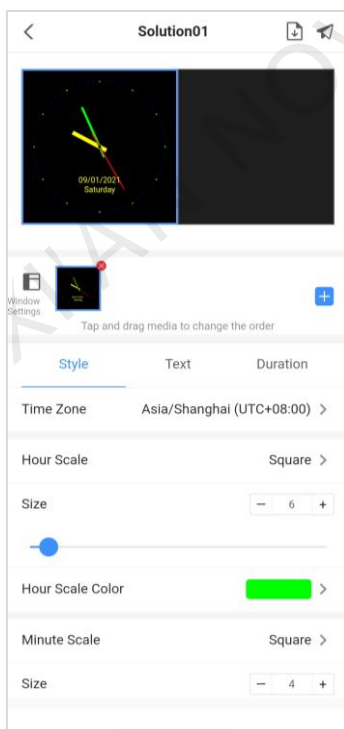 Solution01
09/01/2021
Saturday
Window
Settings
Tap and drag media to change the order
Style Text Duration
Time Zone Asia/Shanghai (UTC+08:00)
Hour Scale Square
Size − 6 +
Hour Scale Color
Minute Scale Square
Size − 4 +